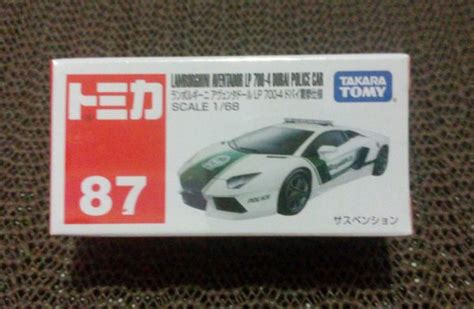 トミカ
87
LAMBORGHINI AVENTADOR LP 700-4 DUBAI POLICE CAR
ランボルギーニ アヴェンタドール LP 700-4 ドバイ警察仕様
SCALE 1/68
TAKARA
TOMY
POLICE
サスペンション